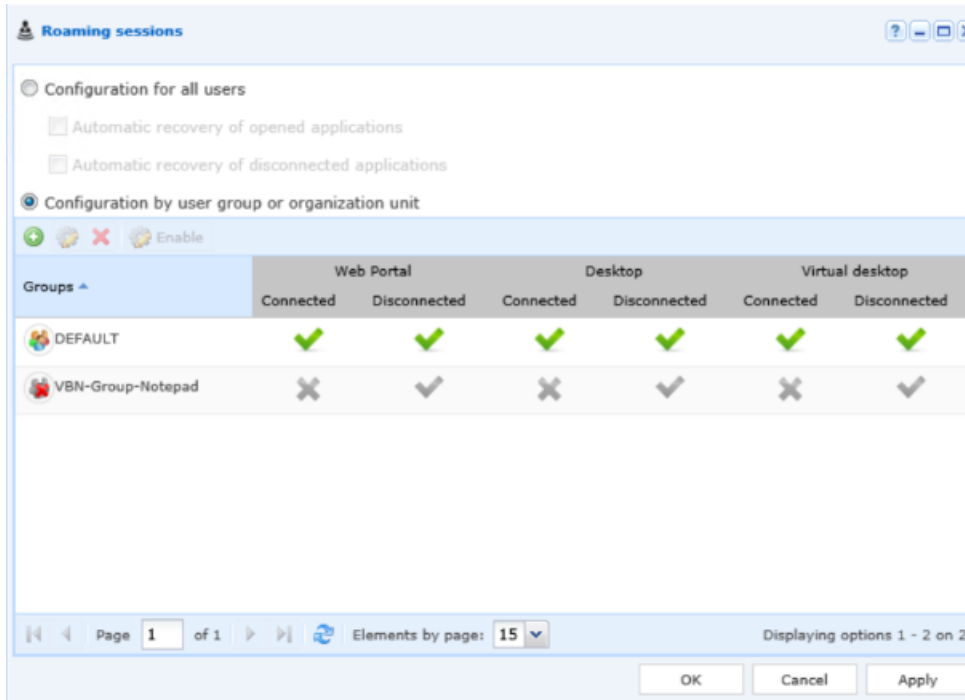 Roaming sessions
Configuration for all users
Automatic recovery of opened applications
Automatic recovery of disconnected applications
Configuration by user group or organization unit
Enable
Groups Web Portal Desktop Virtual desktop
Connected Disconnected Connected Disconnected Connected Disconnected
DEFAULT
VBN-Group-Notepad
Page 1 of 1 Elements by page: 15 Displaying options 1 - 2 on 2
OK Cancel Apply